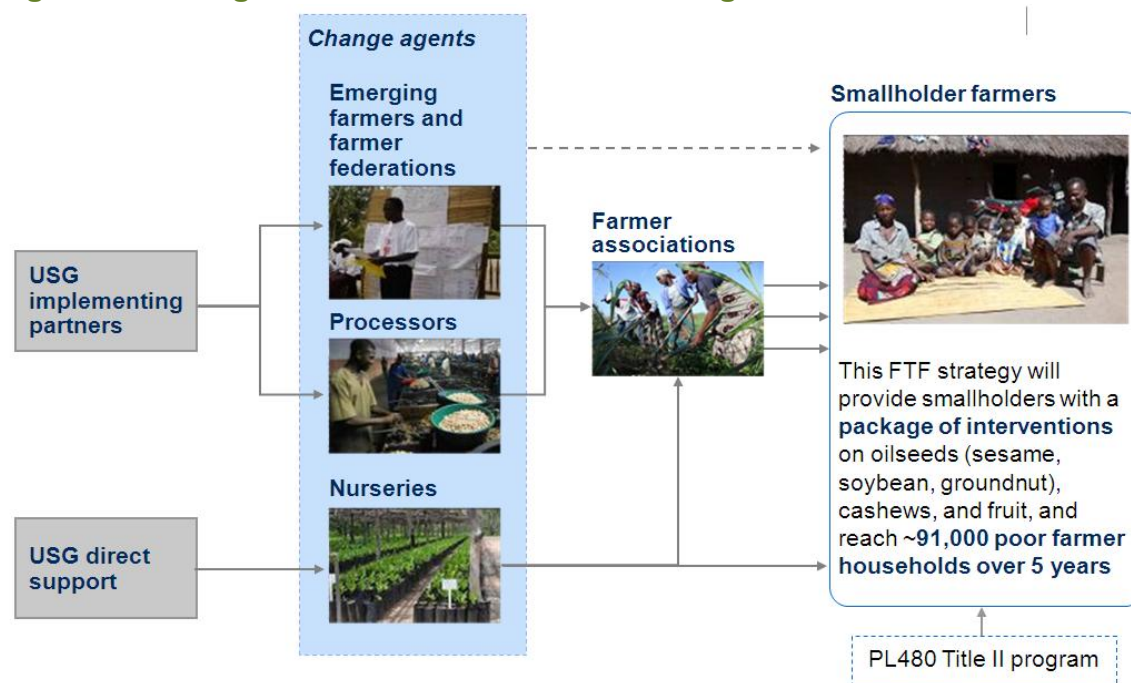 Change agents
Emerging
farmers and
farmer
federations
Smallholder farmers
Farmer
associations
USG
implementing
partners
Processors
This FTF strategy will
provide smallholders with a
package of interventions
on oilseeds (sesame,
soybean, groundnut),
cashews, and fruit, and
reach ~91,000 poor farmer
households over 5 years
Nurseries
USG direct
support
PL480 Title II program